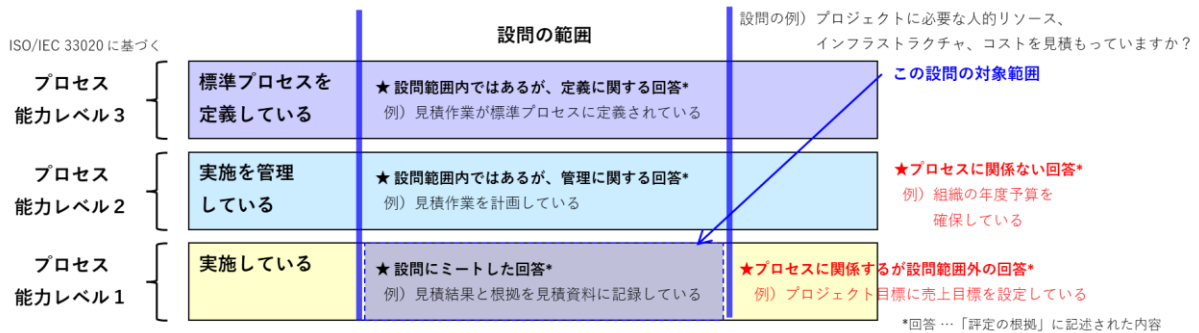 設問の例）プロジェクトに必要な人的リソース、
インフラストラクチャ、コストを見積もっていますか？
設問の範囲
ISO/IEC 33020 に基づく
この設問の対象範囲
プロセス
能力レベル３
標準プロセスを
定義している
★ 設問範囲内ではあるが、定義に関する回答*
例）見積作業が標準プロセスに定義されている
プロセス
能力レベル２
実施を管理
している
★ 設問範囲内ではあるが、管理に関する回答*
例）見積作業を計画している
★プロセスに関係ない回答*
例）組織の年度予算を
確保している
プロセス
能力レベル１
実施している
★ 設問にミートした回答*
例）見積結果と根拠を見積資料に記録している
★プロセスに関係するが設問範囲外の回答*
例）プロジェクト目標に売上目標を設定している
*回答 …「評定の根拠」に記述された内容